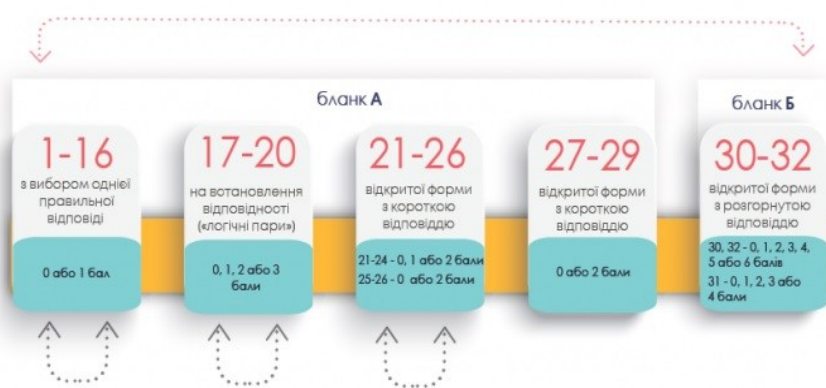 бланк А
бланк Б
1-16
з вибором однієї
правильної
відповіді
0 або 1 бал
17-20
на встановлення
відповідності
(«логічні пари»)
0, 1, 2 або 3
бали
21-26
відкритої форми
з короткою
відповіддю
21-24 - 0, 1 або 2 бали
25-26 - 0 або 2 бали
27-29
відкритої форми
з короткою
відповіддю
0 або 2 бали
30-32
відкритої форми
з розгорнутою
відповіддю
30, 32 - 0, 1, 2, 3, 4,
5 або 6 балів
31 - 0, 1, 2, 3 або
4 бали